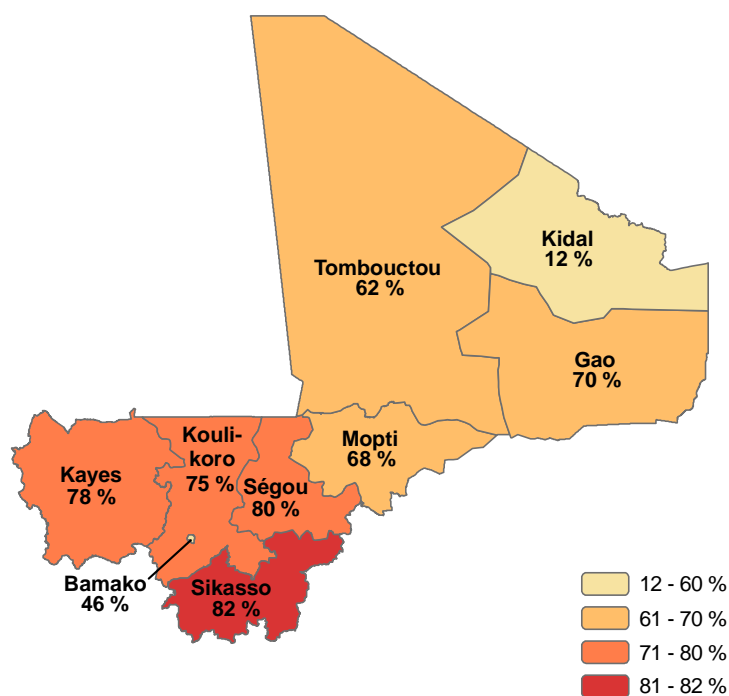 Kidal
12 %
Tombouctou
62 %
Gao
70 %
Mopti
68 %
Kouli-
koro
75 %
Kayes
78 %
Ségou
80 %
Bamako
46 %
Sikasso
82 %
12 - 60 %
61 - 70 %
71 - 80 %
81 - 82 %